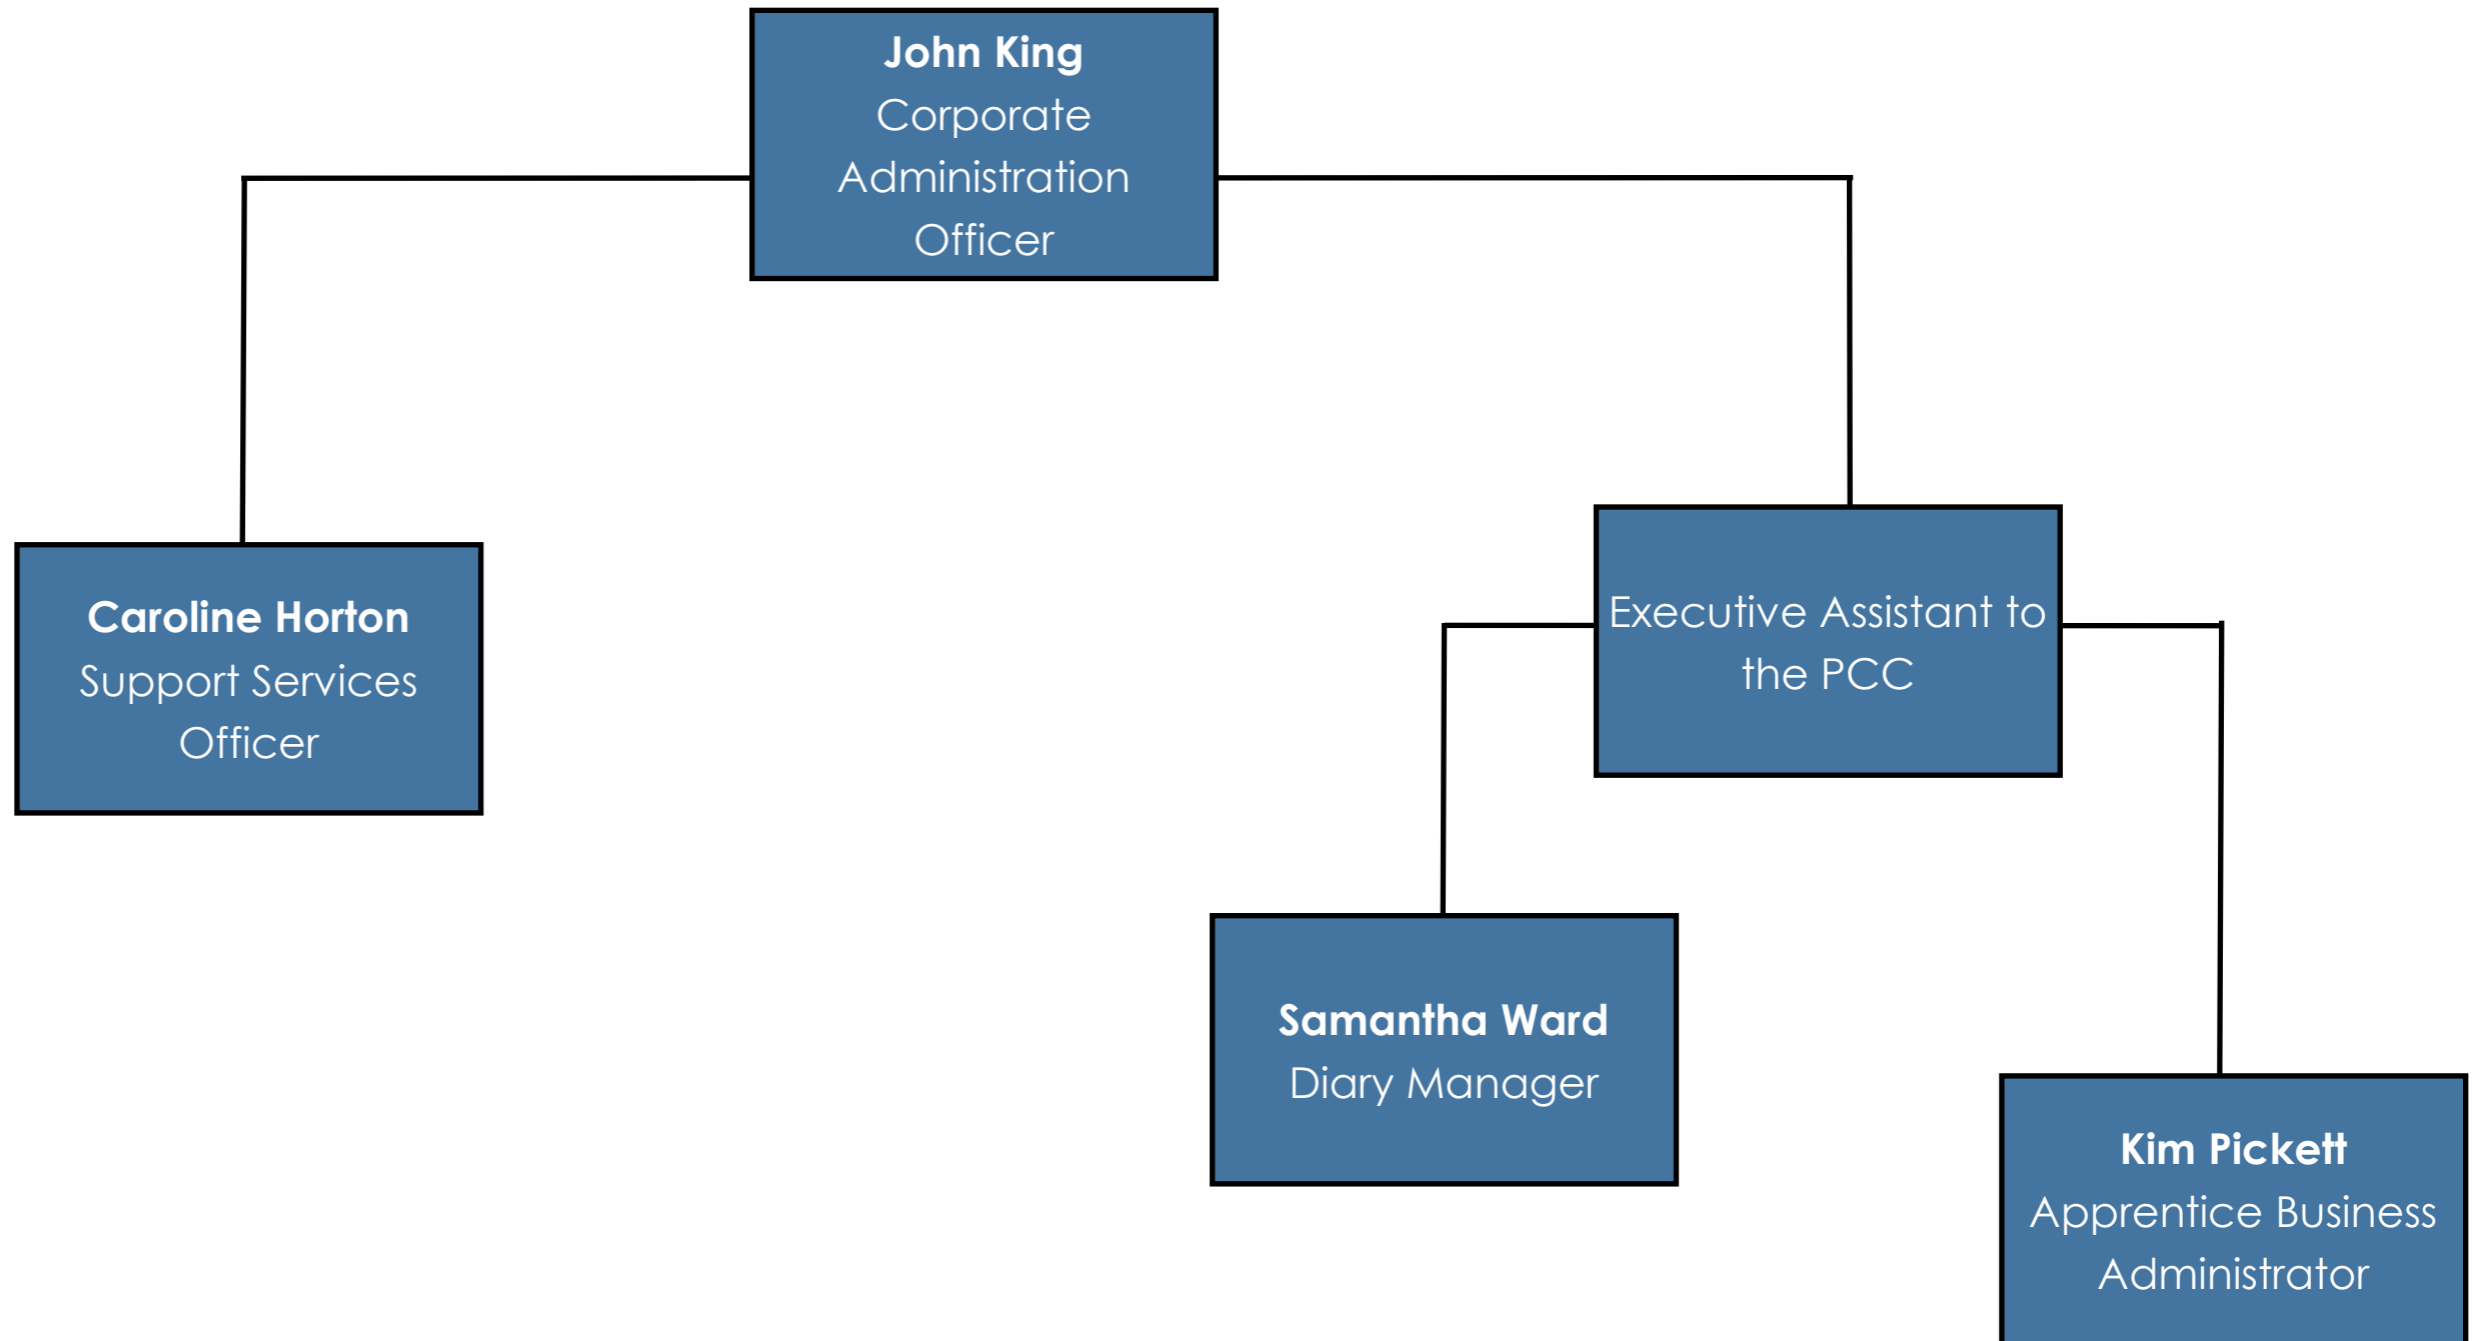 John King
Corporate
Administration
Officer
Caroline Horton
Support Services
Officer
Executive Assistant to
the PCC
Samantha Ward
Diary Manager
Kim Pickett
Apprentice Business
Administrator